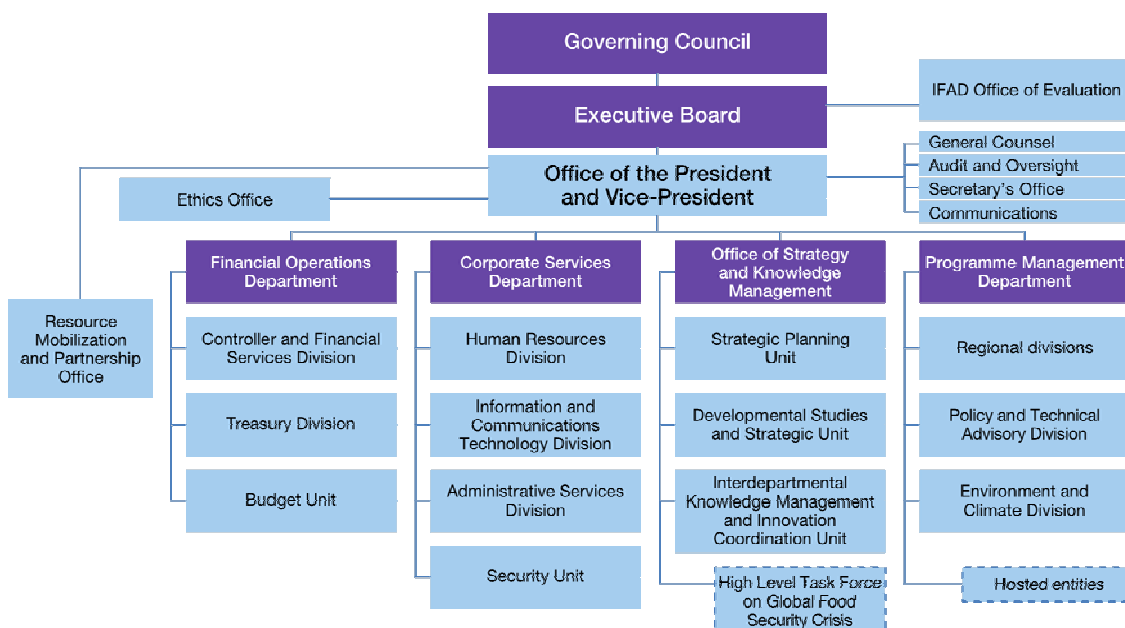 Governing Council
Executive Board
IFAD Office of Evaluation
General Counsel
Audit and Oversight
Secretary's Office
Communications
Office of the President
and Vice-President
Ethics Office
Resource
Mobilization
and Partnership
Office
Financial Operations
Department
Controller and Financial
Services Division
Treasury Division
Budget Unit
Corporate Services
Department
Human Resources
Division
Information and
Communications
Technology Division
Administrative Services
Division
Security Unit
Office of Strategy
and Knowledge
Management
Strategic Planning
Unit
Developmental Studies
and Strategic Unit
Interdepartmental
Knowledge Management
and Innovation
Coordination Unit
High Level Task Force
on Global Food
Security Crisis
Programme Management
Department
Regional divisions
Policy and Technical
Advisory Division
Environment and
Climate Division
Hosted entities